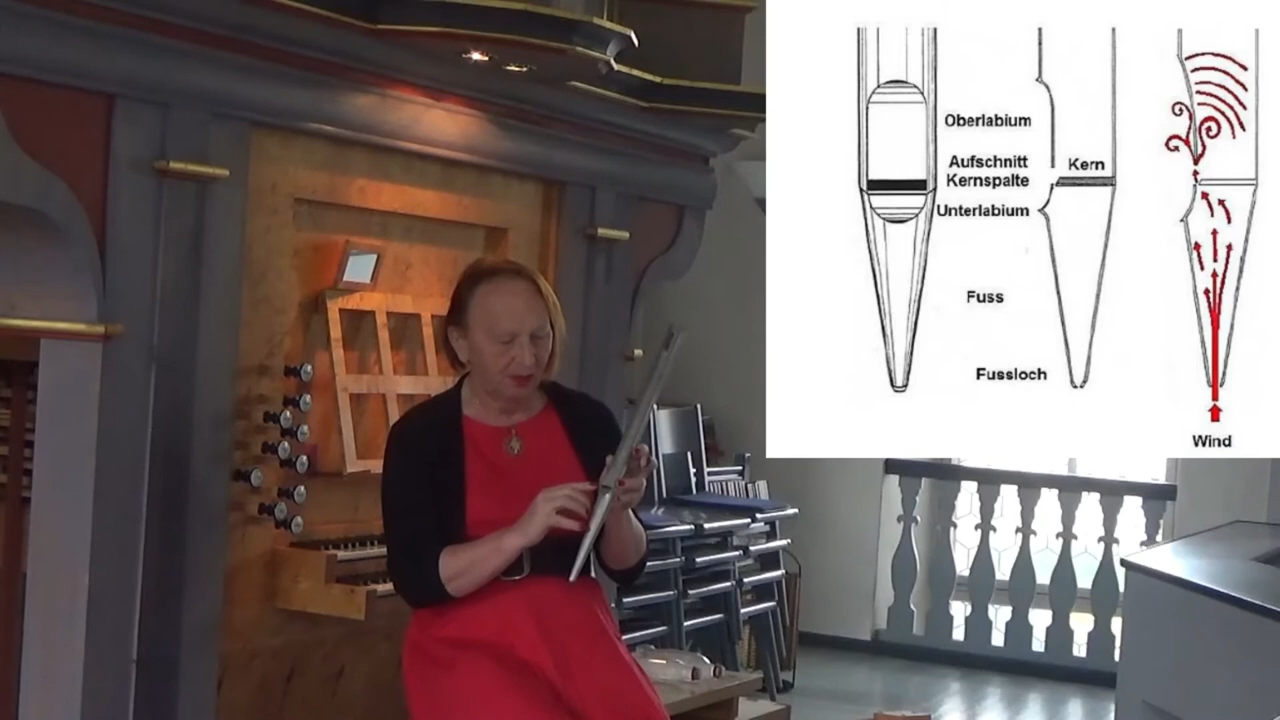 Oberlabium
Aufschnitt
Kern
Kernspalte
Unterlabium
Fuss
Fussloch
Wind